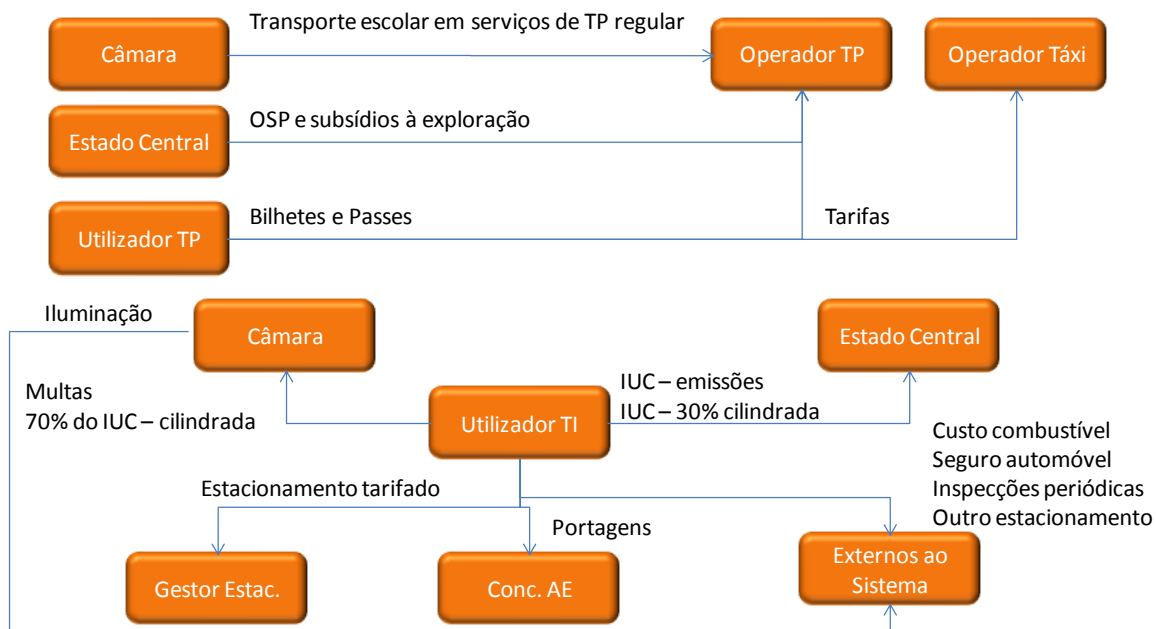 Transporte escolar em serviços de TP regular
Câmara
Operador TP
Operador Táxi
OSP e subsídios à exploração
Estado Central
Bilhetes e Passes
Tarifas
Utilizador TP
Iluminação
Câmara
Estado Central
Multas
70% do IUC – cilindrada
IUC – emissões
IUC – 30% cilindrada
Utilizador TI
Custo combustível
Seguro automóvel
Inspecções periódicas
Outro estacionamento
Estacionamento tarifado
Portagens
Gestor Estac.
Conc. AE
Externos ao
Sistema